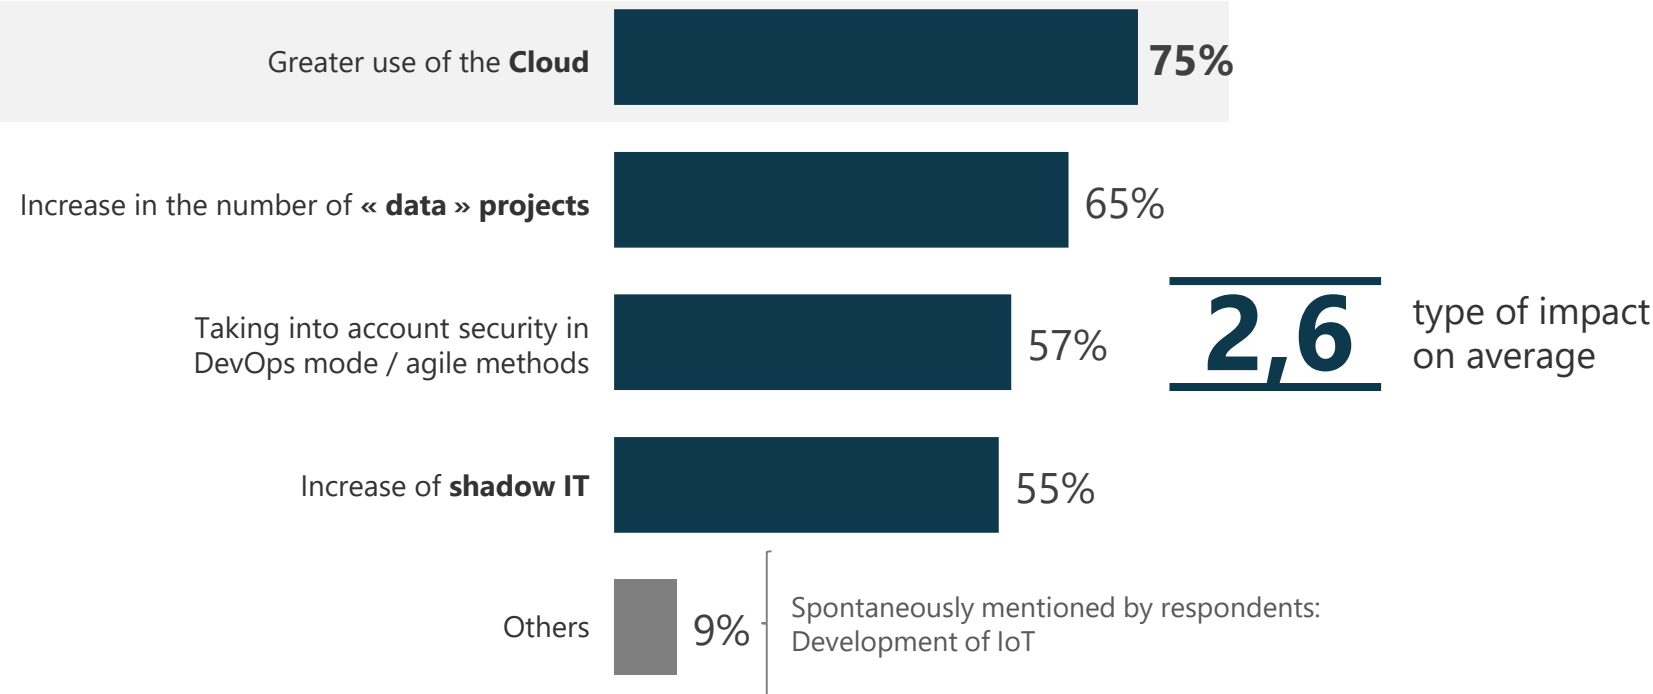 Greater use of the Cloud
75%
Increase in the number of « data » projects
65%
Taking into account security in
DevOps mode / agile methods
57%
2,6
type of impact
on average
Increase of shadow IT
55%
Others
9%
Spontaneously mentioned by respondents:
Development of IoT